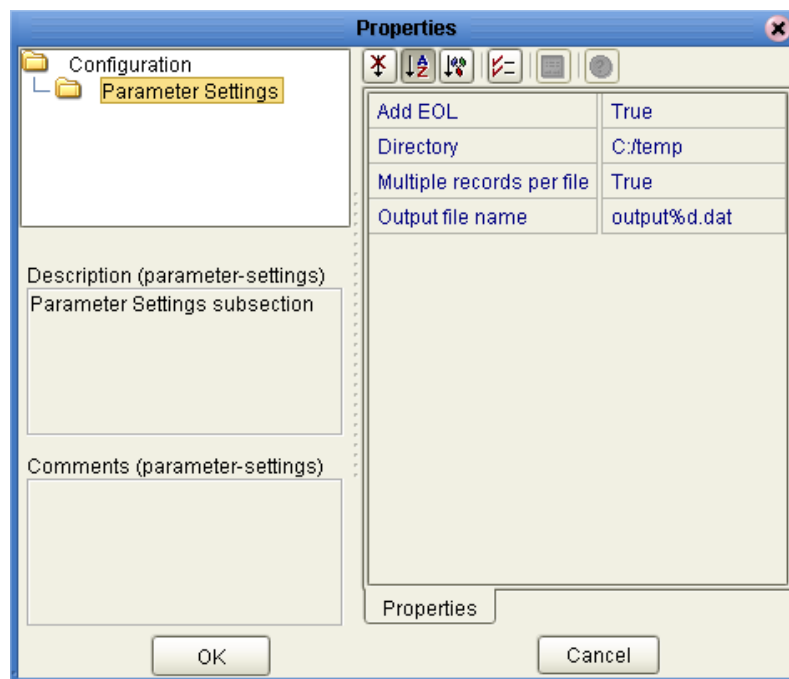 Properties
Configuration
Parameter Settings
Description (parameter-settings)
Parameter Settings subsection
Comments (parameter-settings)
Add EOL True
Directory C:/temp
Multiple records per file True
Output file name output%d.dat
Properties
OK
Cancel